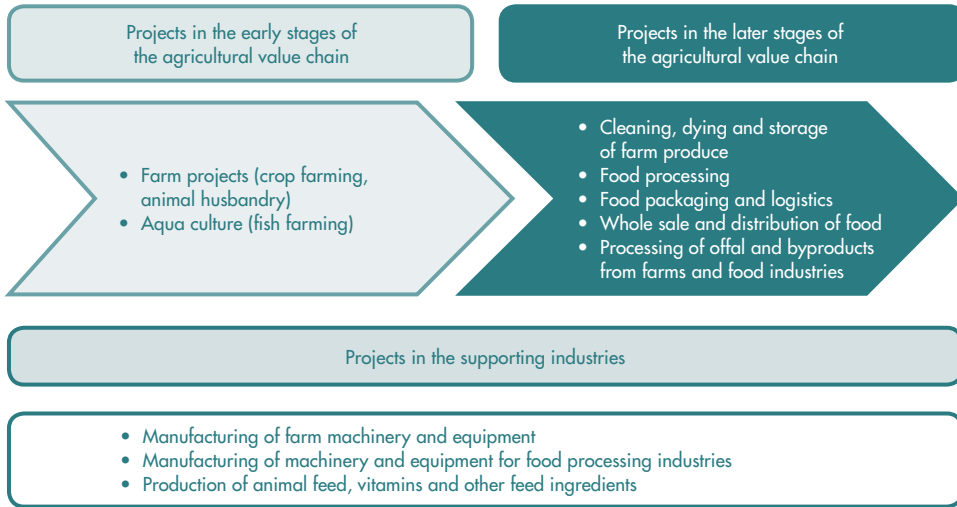 Projects in the early stages of
the agricultural value chain
Projects in the later stages of
the agricultural value chain
• Farm projects (crop farming,
animal husbandry)
• Aqua culture (fish farming)
• Cleaning, dying and storage
of farm produce
• Food processing
• Food packaging and logistics
• Whole sale and distribution of food
• Processing of offal and byproducts
from farms and food industries
Projects in the supporting industries
• Manufacturing of farm machinery and equipment
• Manufacturing of machinery and equipment for food processing industries
• Production of animal feed, vitamins and other feed ingredients